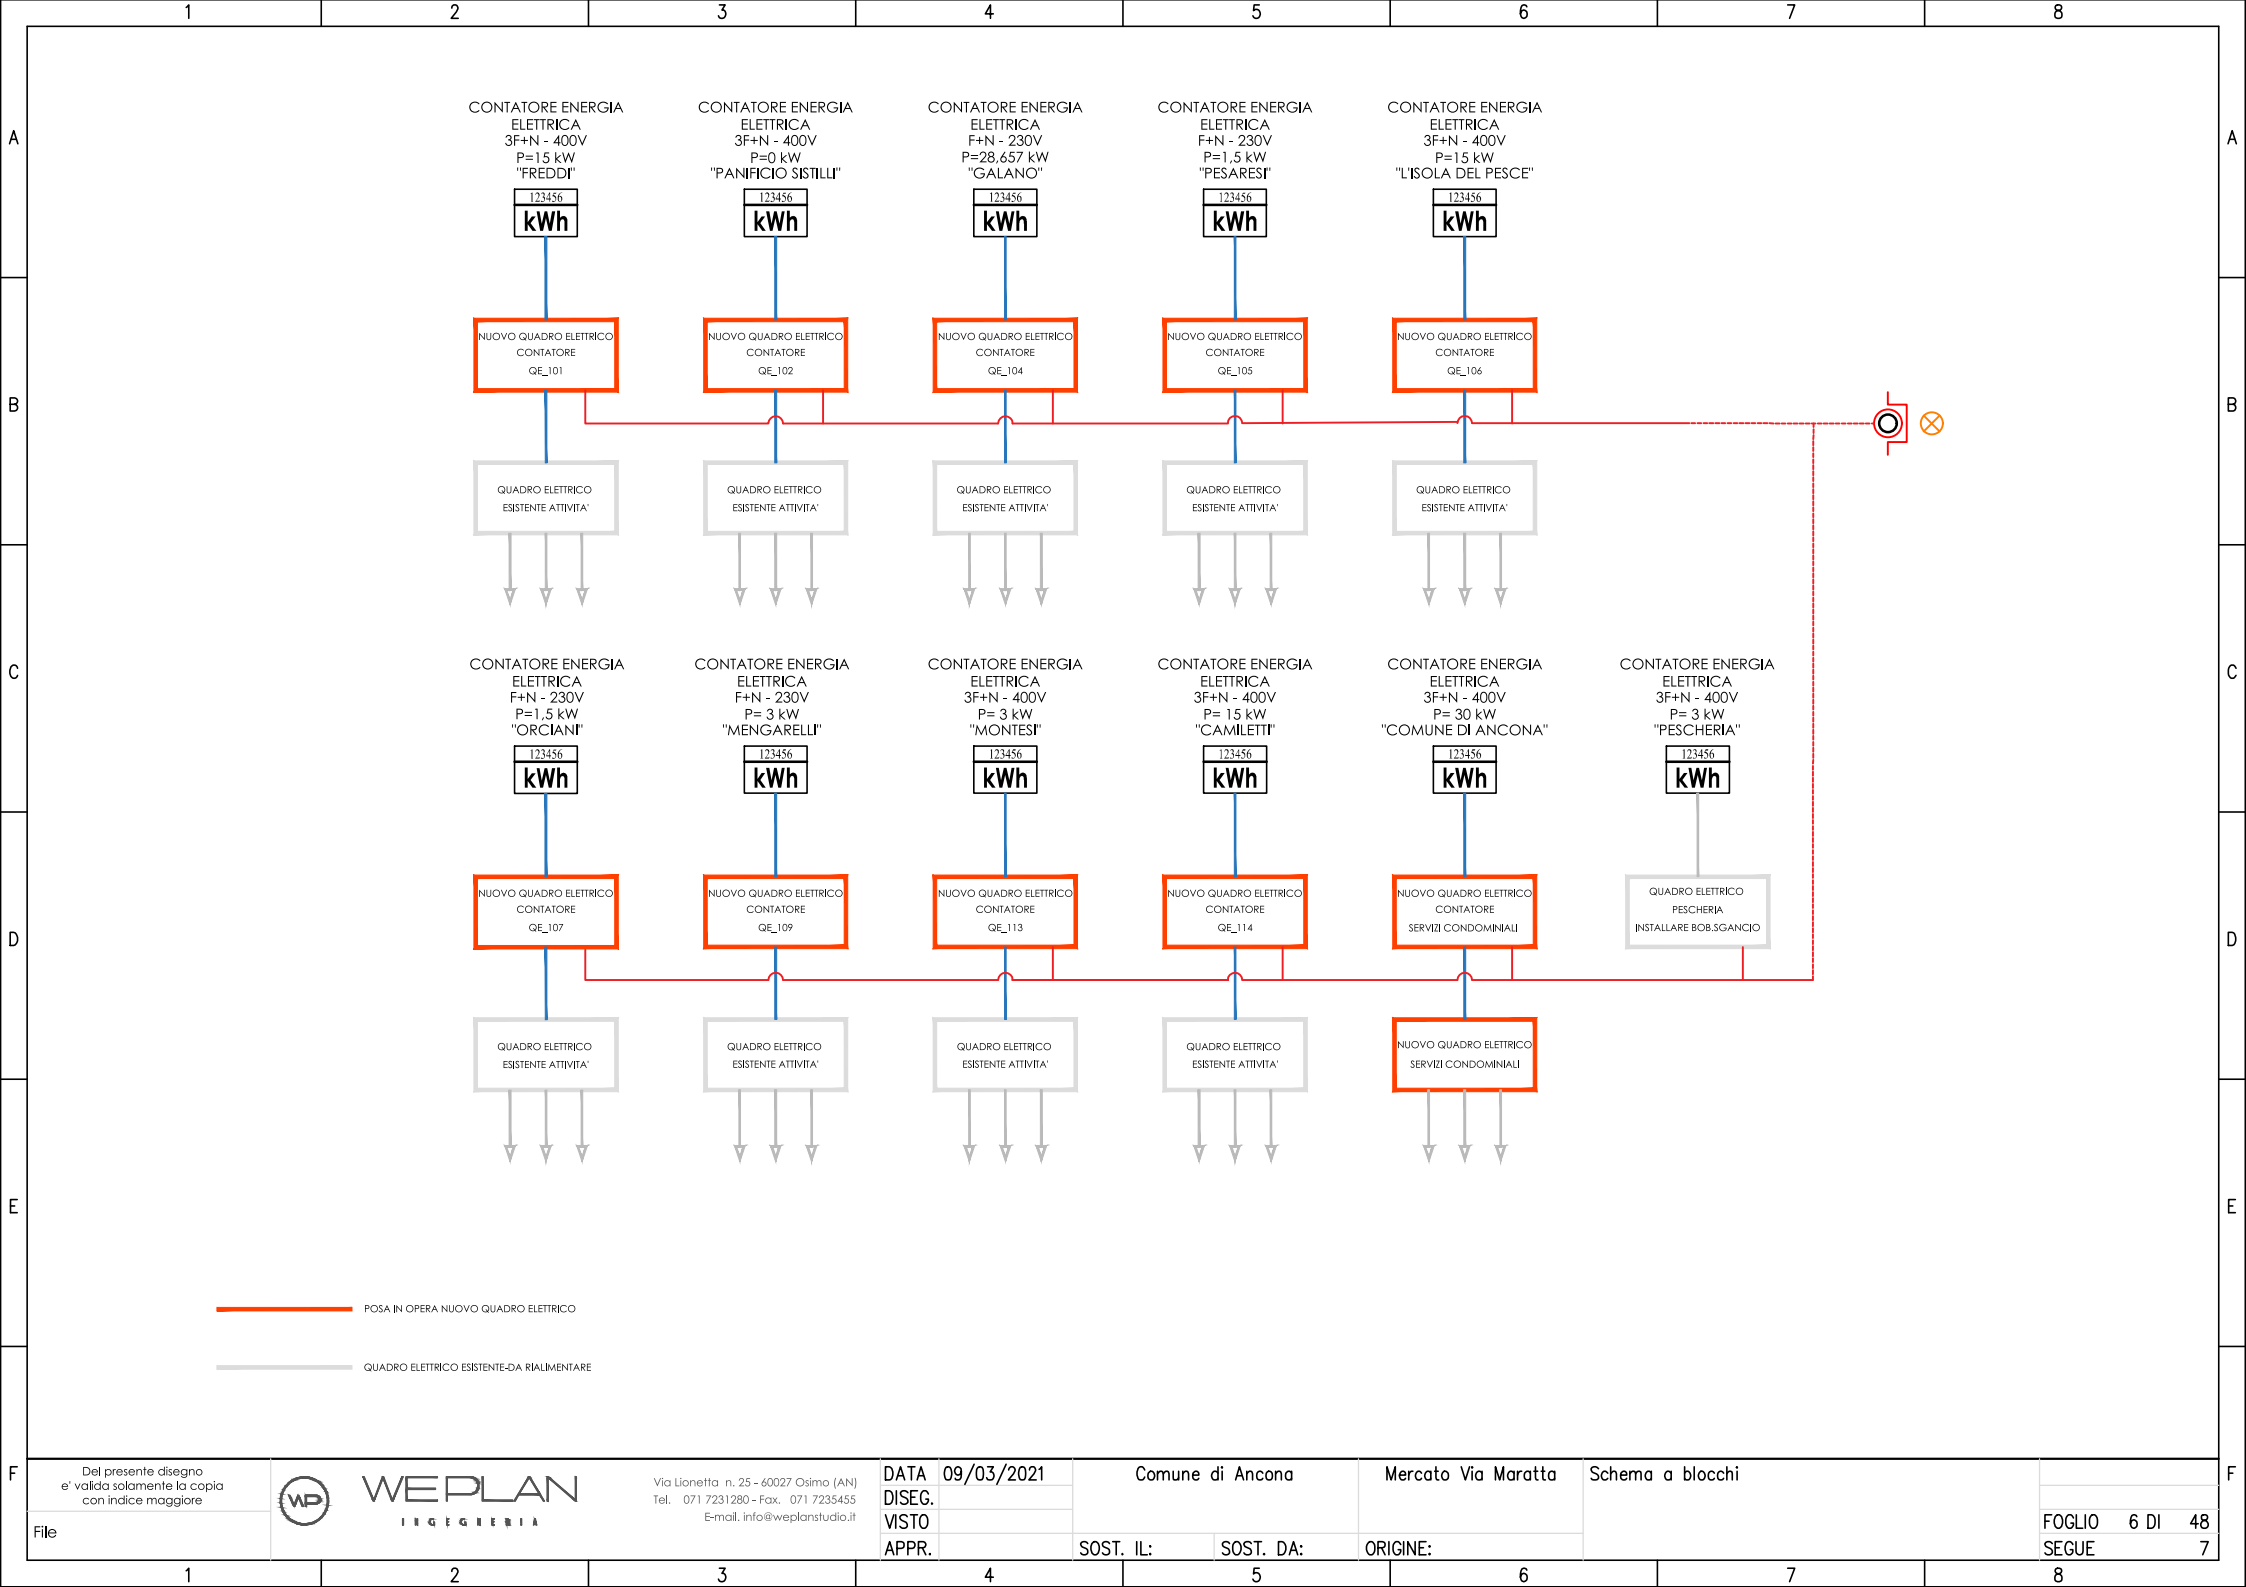 1 2 3 4 5 6 7 8
A A
CONTATORE ENERGIA
ELETTRICA
3F+N - 400V
P=15 kW
"FREDDI"
123456
kWh
CONTATORE ENERGIA
ELETTRICA
3F+N - 400V
P=0 kW
"PANIFICIO SISTILLI"
123456
kWh
CONTATORE ENERGIA
ELETTRICA
F+N - 230V
P=28,657 kW
"GALANO"
123456
kWh
CONTATORE ENERGIA
ELETTRICA
F+N - 230V
P=1,5 kW
"PESARESI"
123456
kWh
CONTATORE ENERGIA
ELETTRICA
3F+N - 400V
P=15 kW
"L'ISOLA DEL PESCE"
123456
kWh
B B
NUOVO QUADRO ELETTRICO
CONTATORE
QE_101
NUOVO QUADRO ELETTRICO
CONTATORE
QE_102
NUOVO QUADRO ELETTRICO
CONTATORE
QE_104
NUOVO QUADRO ELETTRICO
CONTATORE
QE_105
NUOVO QUADRO ELETTRICO
CONTATORE
QE_106
QUADRO ELETTRICO
ESISTENTE ATTIVITA'
QUADRO ELETTRICO
ESISTENTE ATTIVITA'
QUADRO ELETTRICO
ESISTENTE ATTIVITA'
QUADRO ELETTRICO
ESISTENTE ATTIVITA'
QUADRO ELETTRICO
ESISTENTE ATTIVITA'
C C
CONTATORE ENERGIA
ELETTRICA
F+N - 230V
P=1,5 kW
"ORCIANI"
123456
kWh
CONTATORE ENERGIA
ELETTRICA
F+N - 230V
P= 3 kW
"MENGARELLI"
123456
kWh
CONTATORE ENERGIA
ELETTRICA
3F+N - 400V
P= 3 kW
"MONTESI"
123456
kWh
CONTATORE ENERGIA
ELETTRICA
3F+N - 400V
P= 15 kW
"CAMILETTI"
123456
kWh
CONTATORE ENERGIA
ELETTRICA
3F+N - 400V
P= 30 kW
"COMUNE DI ANCONA"
123456
kWh
CONTATORE ENERGIA
ELETTRICA
3F+N - 400V
P= 3 kW
"PESCHERIA"
123456
kWh
D D
NUOVO QUADRO ELETTRICO
CONTATORE
QE_107
NUOVO QUADRO ELETTRICO
CONTATORE
QE_109
NUOVO QUADRO ELETTRICO
CONTATORE
QE_113
NUOVO QUADRO ELETTRICO
CONTATORE
QE_114
NUOVO QUADRO ELETTRICO
CONTATORE
SERVIZI CONDOMINIALI
QUADRO ELETTRICO
PESCHERIA
INSTALLARE BOB.SGANCIO
QUADRO ELETTRICO
ESISTENTE ATTIVITA'
QUADRO ELETTRICO
ESISTENTE ATTIVITA'
QUADRO ELETTRICO
ESISTENTE ATTIVITA'
QUADRO ELETTRICO
ESISTENTE ATTIVITA'
NUOVO QUADRO ELETTRICO
SERVIZI CONDOMINIALI
E E
POSA IN OPERA NUOVO QUADRO ELETTRICO
QUADRO ELETTRICO ESISTENTE-DA RIALIMENTARE
F F
Del presente disegno
e' valida solamente la copia
con indice maggiore
File
WP
WEPLAN
INGEGNERIA
Via Lionetta n. 25 - 60027 Osimo (AN)
Tel. 071 7231280 - Fax. 071 7235455
E-mail. info@weplanstudio.it
DATA 09/03/2021
DISEG.
VISTO
APPR.
Comune di Ancona
SOST. IL: SOST. DA:
Mercato Via Maratta
ORIGINE:
Schema a blocchi
FOGLIO 6 DI 48
SEGUE 7
1 2 3 4 5 6 7 8